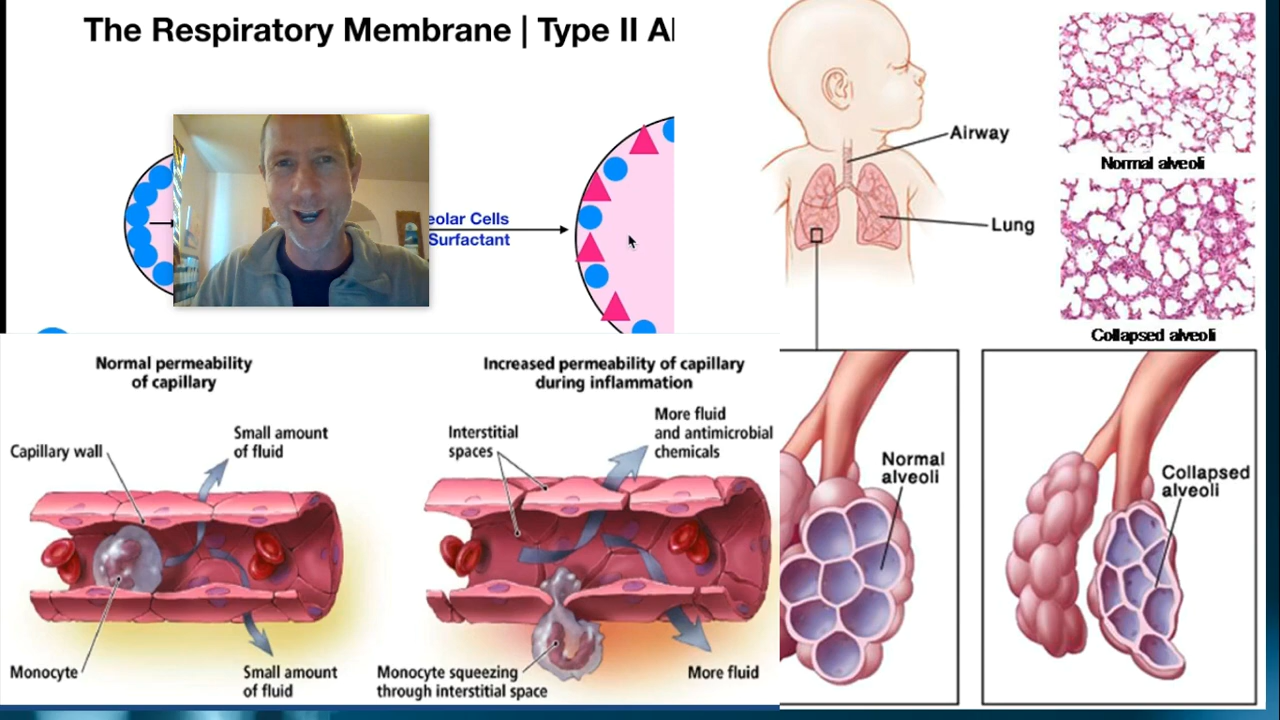 The Respiratory Membrane | Type II Al
eolar Cells
Surfactant
Airway
Lung
Normal alveoli
Collapsed alveoli
Normal permeability
of capillary
Capillary wall
Small amount
of fluid
Monocyte
Small amount
of fluid
Increased permeability of capillary
during inflammation
Interstitial
spaces
More fluid
and antimicrobial
chemicals
Monocyte squeezing
through interstitial space
More fluid
Normal
alveoli
Collapsed
alveoli